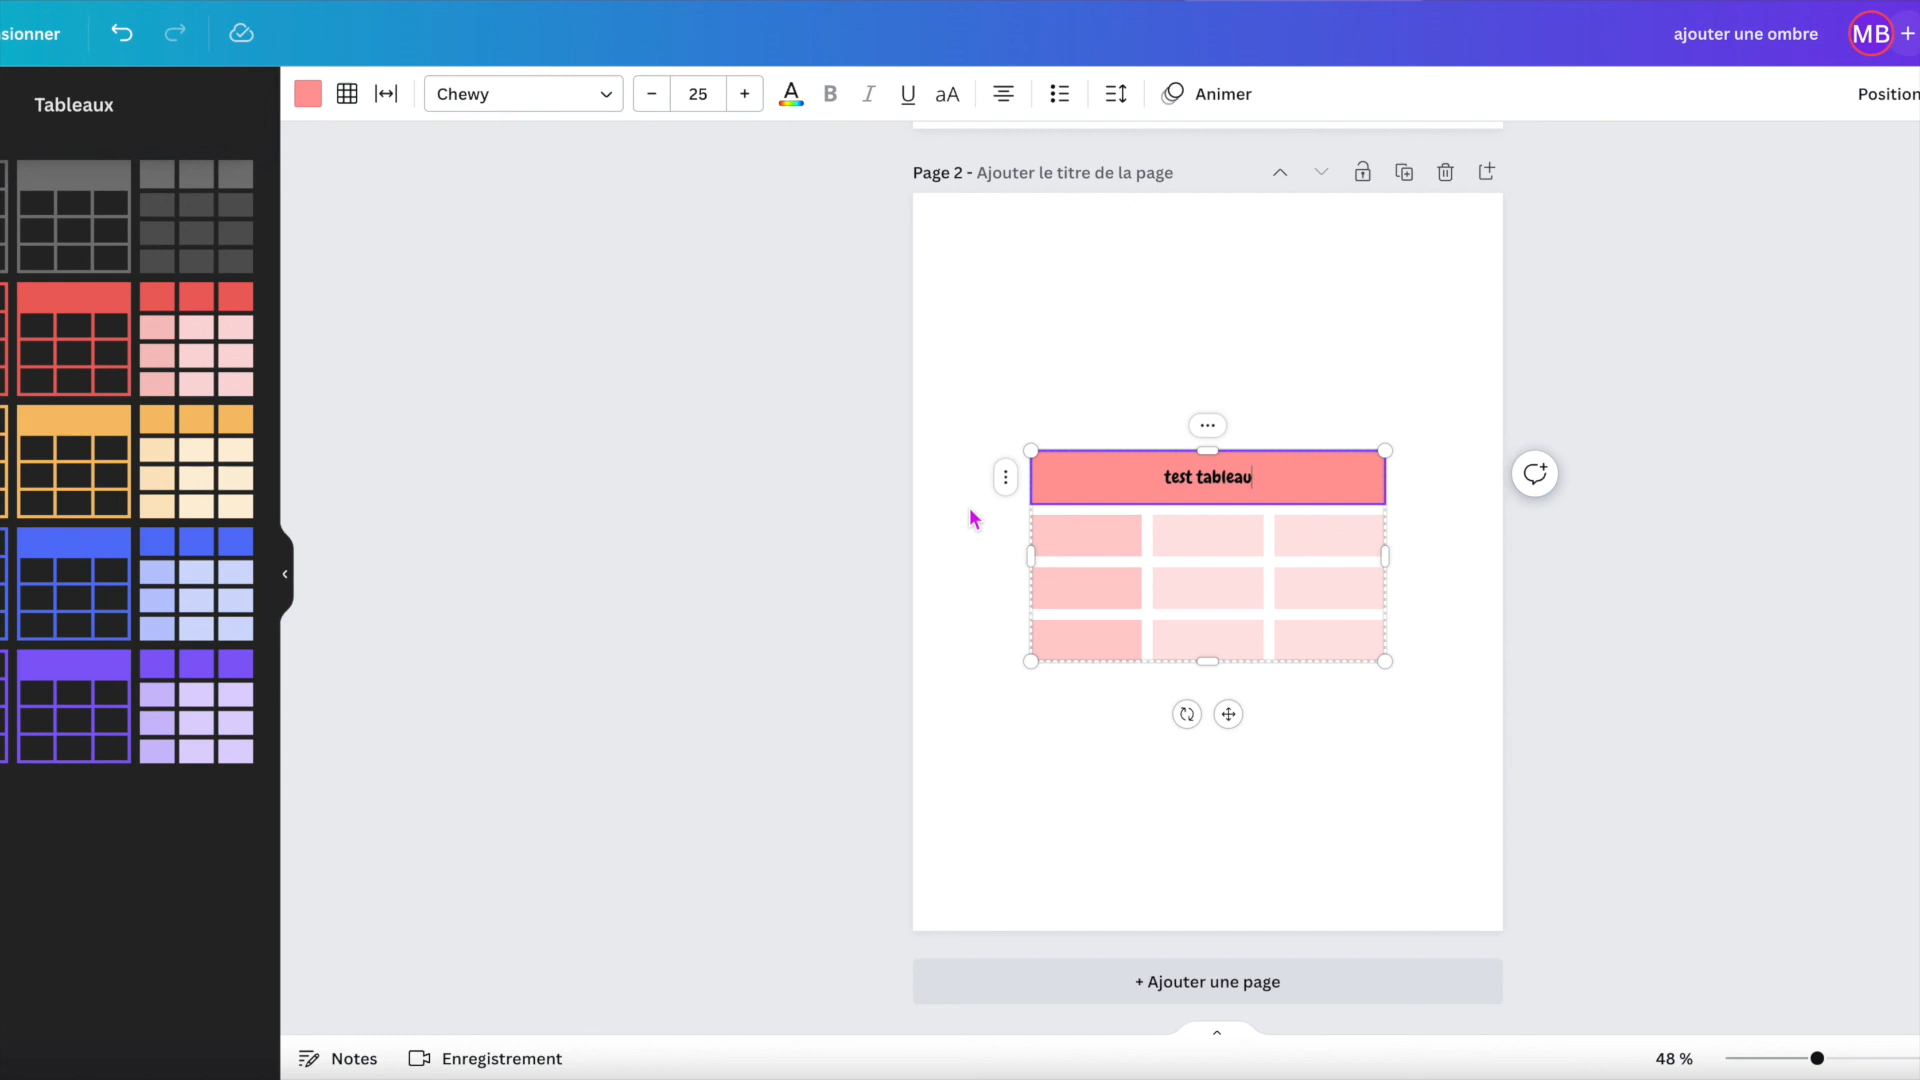 sionner
ajouter une ombre
MB
Tableaux
Chewy
25
A
B
I
U
aA
Animer
Position
Page 2 - Ajouter le titre de la page
test tableau
+ Ajouter une page
Notes
Enregistrement
48 %